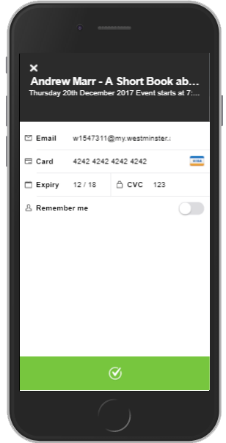 Andrew Marr - A Short Book ab...
Thursday 20th December 2017 Event starts at 7:...
Email w1547311@my.westminster.:
Card 4242 4242 4242 4242 VISA
Expiry 12 / 18 CVC 123
Remember me